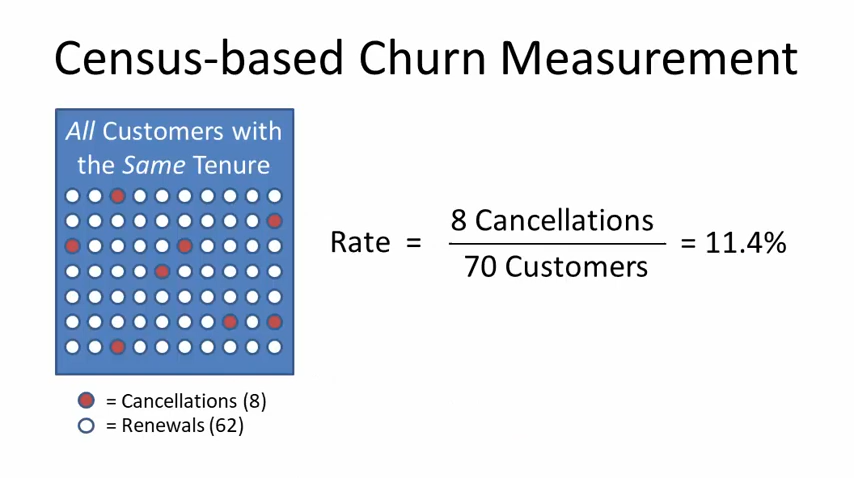 Census-based Churn Measurement
All Customers with
the Same Tenure
Rate = 8 Cancellations
70 Customers
= 11.4%
= Cancellations (8)
= Renewals (62)